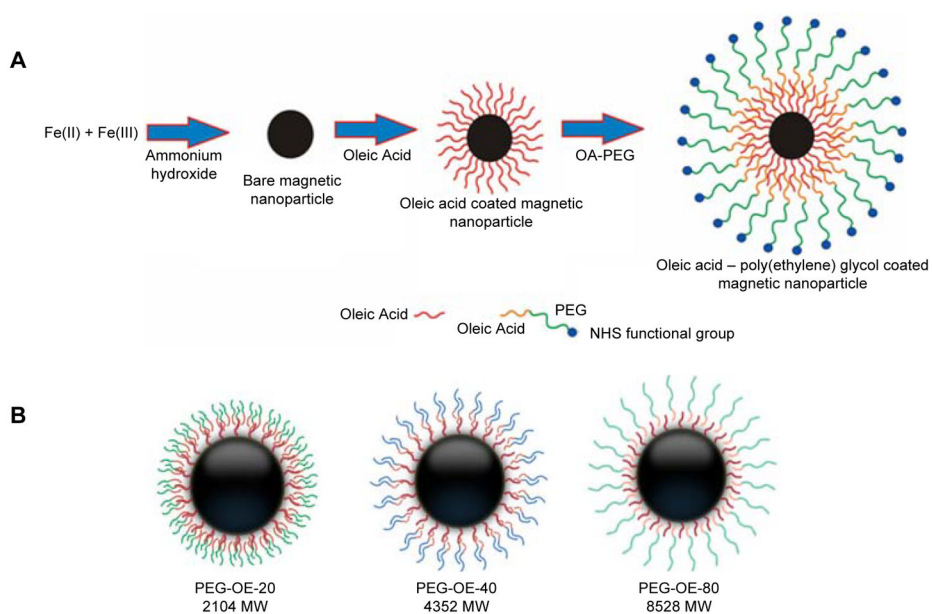 A
Fe(II) + Fe(III)
Ammonium
hydroxide
Bare magnetic
nanoparticle
Oleic Acid
Oleic acid coated magnetic
nanoparticle
OA-PEG
Oleic acid – poly(ethylene) glycol coated
magnetic nanoparticle
Oleic Acid
Oleic Acid
PEG
NHS functional group
B
PEG-OE-20
2104 MW
PEG-OE-40
4352 MW
PEG-OE-80
8528 MW